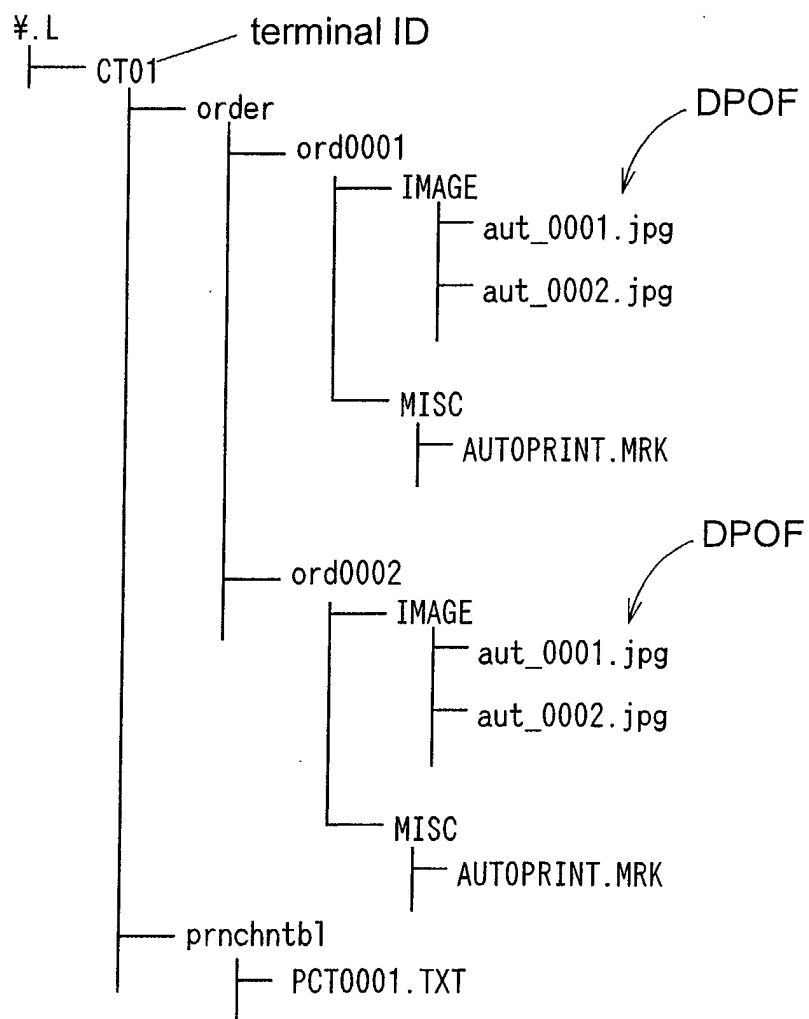 ¥.L
terminal ID
CT01
order
DPOF
ord0001
IMAGE
aut_0001.jpg
aut_0002.jpg
MISC
AUTOPRINT.MRK
DPOF
ord0002
IMAGE
aut_0001.jpg
aut_0002.jpg
MISC
AUTOPRINT.MRK
prnchntbl
PCT0001.TXT